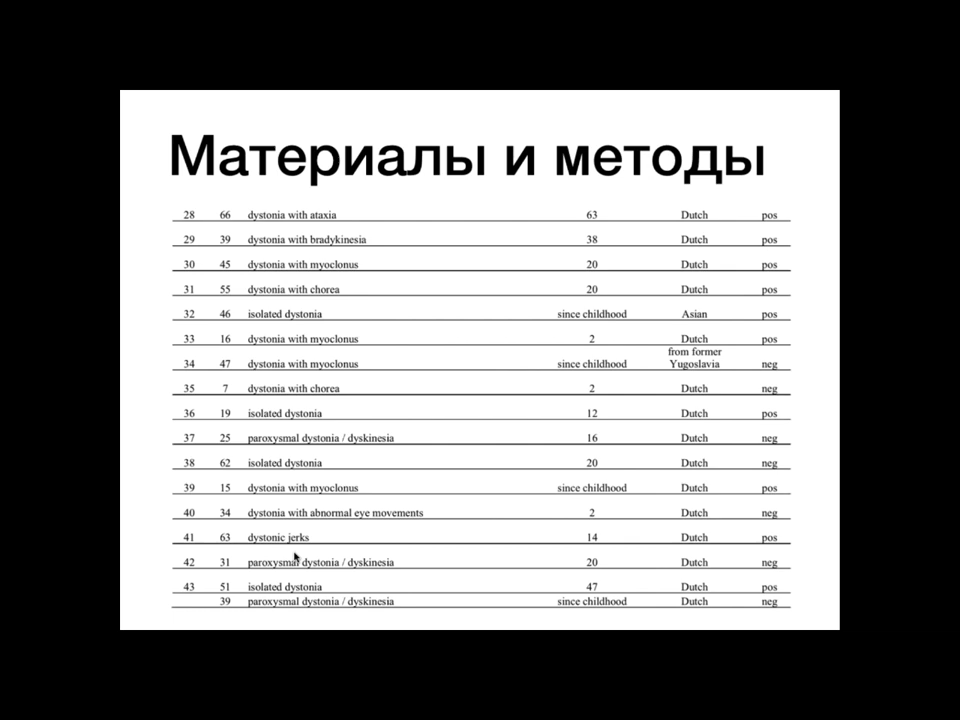 Материалы и методы
28 66 dystonia with ataxia 63 Dutch pos
29 39 dystonia with bradykinesia 38 Dutch pos
30 45 dystonia with myoclonus 20 Dutch pos
31 55 dystonia with chorea 20 Dutch pos
32 46 isolated dystonia since childhood Asian pos
33 16 dystonia with myoclonus 2 Dutch pos
from former
34 47 dystonia with myoclonus since childhood Yugoslavia neg
35 7 dystonia with chorea 2 Dutch neg
36 19 isolated dystonia 12 Dutch pos
37 25 paroxysmal dystonia / dyskinesia 16 Dutch neg
38 62 isolated dystonia 20 Dutch neg
39 15 dystonia with myoclonus since childhood Dutch pos
40 34 dystonia with abnormal eye movements 2 Dutch neg
41 63 dystonic jerks 14 Dutch pos
42 31 paroxysmal dystonia / dyskinesia 20 Dutch neg
43 51 isolated dystonia 47 Dutch pos
39 paroxysmal dystonia / dyskinesia since childhood Dutch neg